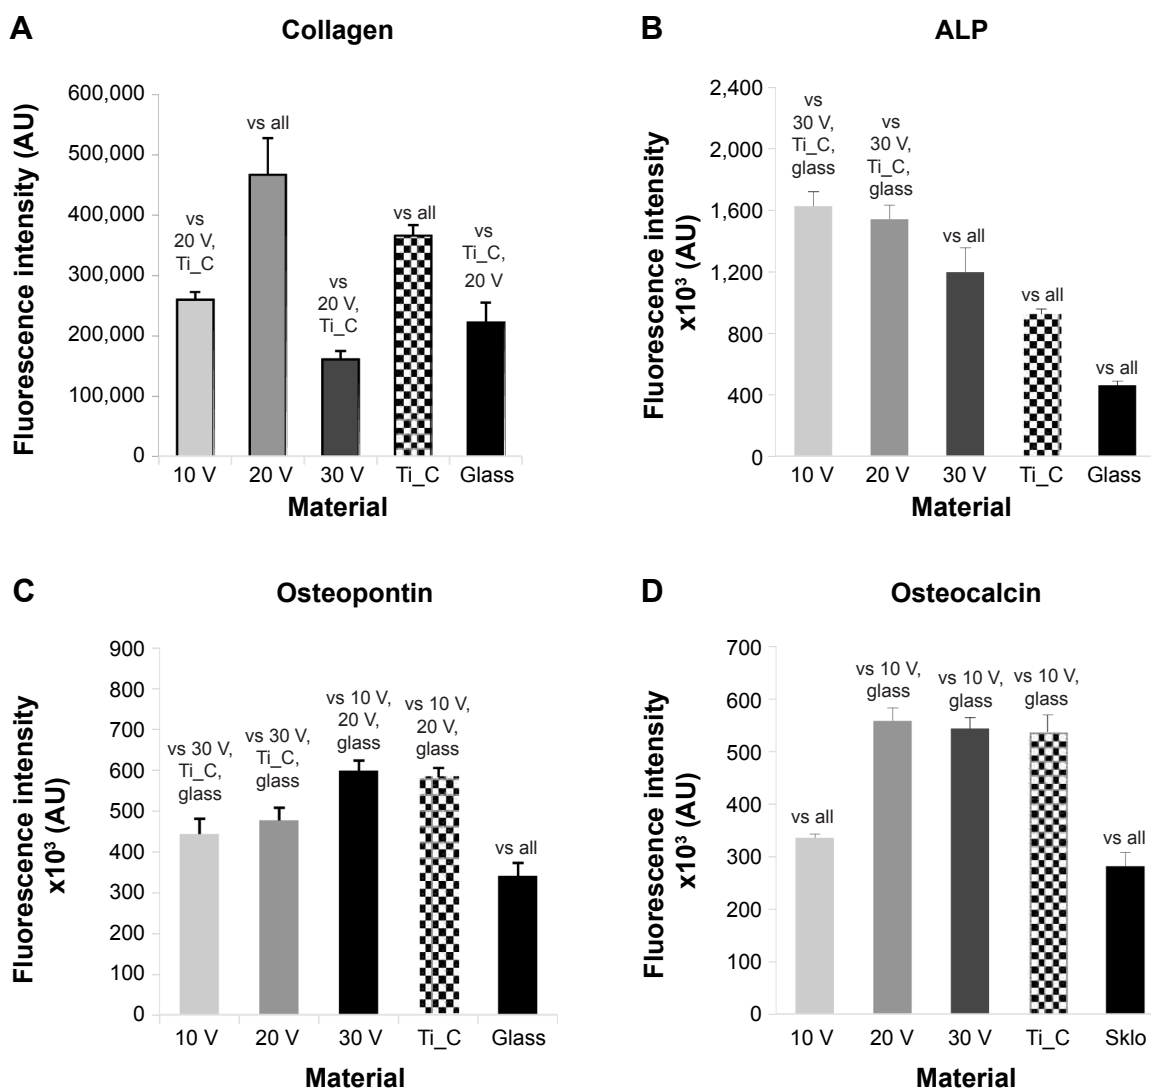 A
Collagen
Fluorescence intensity (AU)
600,000
500,000
400,000
300,000
200,000
100,000
0
vs
20 V,
Ti_C
vs all
vs
20 V,
Ti_C
vs all
vs
Ti_C,
20 V
10 V
20 V
30 V
Ti_C
Glass
Material
B
ALP
Fluorescence intensity
x10³ (AU)
2,400
2,000
1,600
1,200
800
400
0
vs
30 V,
Ti_C,
glass
vs
30 V,
Ti_C,
glass
vs all
vs all
vs all
10 V
20 V
30 V
Ti_C
Glass
Material
C
Osteopontin
Fluorescence intensity
x10³ (AU)
900
800
700
600
500
400
300
200
100
0
vs 30 V,
Ti_C,
glass
vs 30 V,
Ti_C,
glass
vs 10 V,
20 V,
glass
vs 10 V,
20 V,
glass
vs all
10 V
20 V
30 V
Ti_C
Glass
Material
D
Osteocalcin
Fluorescence intensity
x10³ (AU)
700
600
500
400
300
200
100
0
vs all
vs 10 V,
glass
vs 10 V,
glass
vs 10 V,
glass
vs all
10 V
20 V
30 V
Ti_C
Sklo
Material